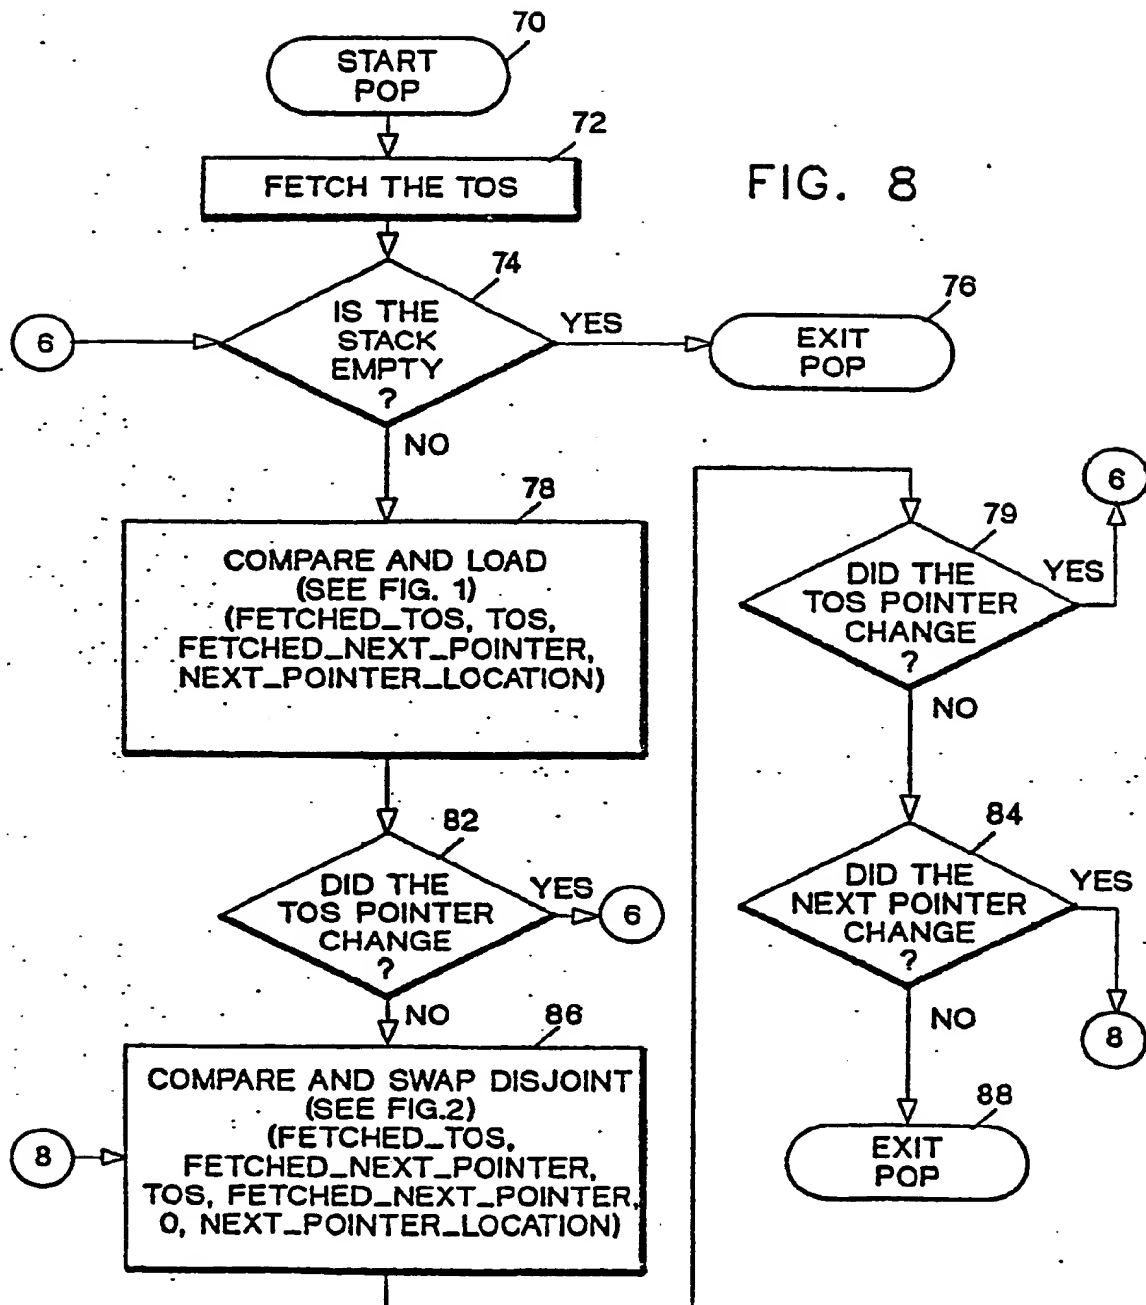 70
START
POP
72
FETCH THE TOS
FIG. 8
74
IS THE
STACK
EMPTY
?
6
YES
76
EXIT
POP
NO
78
COMPARE AND LOAD
(SEE FIG. 1)
(FETCHED_TOS, TOS,
FETCHED_NEXT_POINTER,
NEXT_POINTER_LOCATION)
82
DID THE
TOS POINTER
CHANGE
?
YES
6
NO
86
8
COMPARE AND SWAP DISJOINT
(SEE FIG.2)
(FETCHED_TOS,
FETCHED_NEXT_POINTER,
TOS, FETCHED_NEXT_POINTER,
0, NEXT_POINTER_LOCATION)
6
79
DID THE
TOS POINTER
CHANGE
?
YES
NO
84
DID THE
NEXT POINTER
CHANGE
?
YES
8
NO
88
EXIT
POP